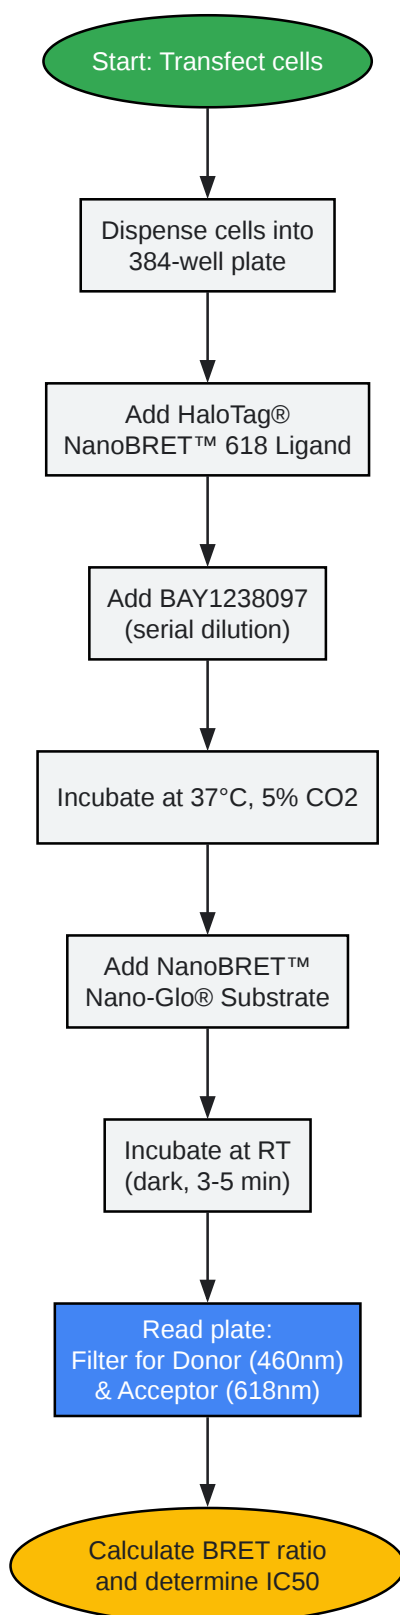 Start: Transfect cells
Dispense cells into
384-well plate
Add HaloTag®
NanoBRET™ 618 Ligand
Add BAY1238097
(serial dilution)
Incubate at 37°C, 5% CO2
Add NanoBRET™
Nano-Glo® Substrate
Incubate at RT
(dark, 3-5 min)
Read plate:
Filter for Donor (460nm)
& Acceptor (618nm)
Calculate BRET ratio
and determine IC50